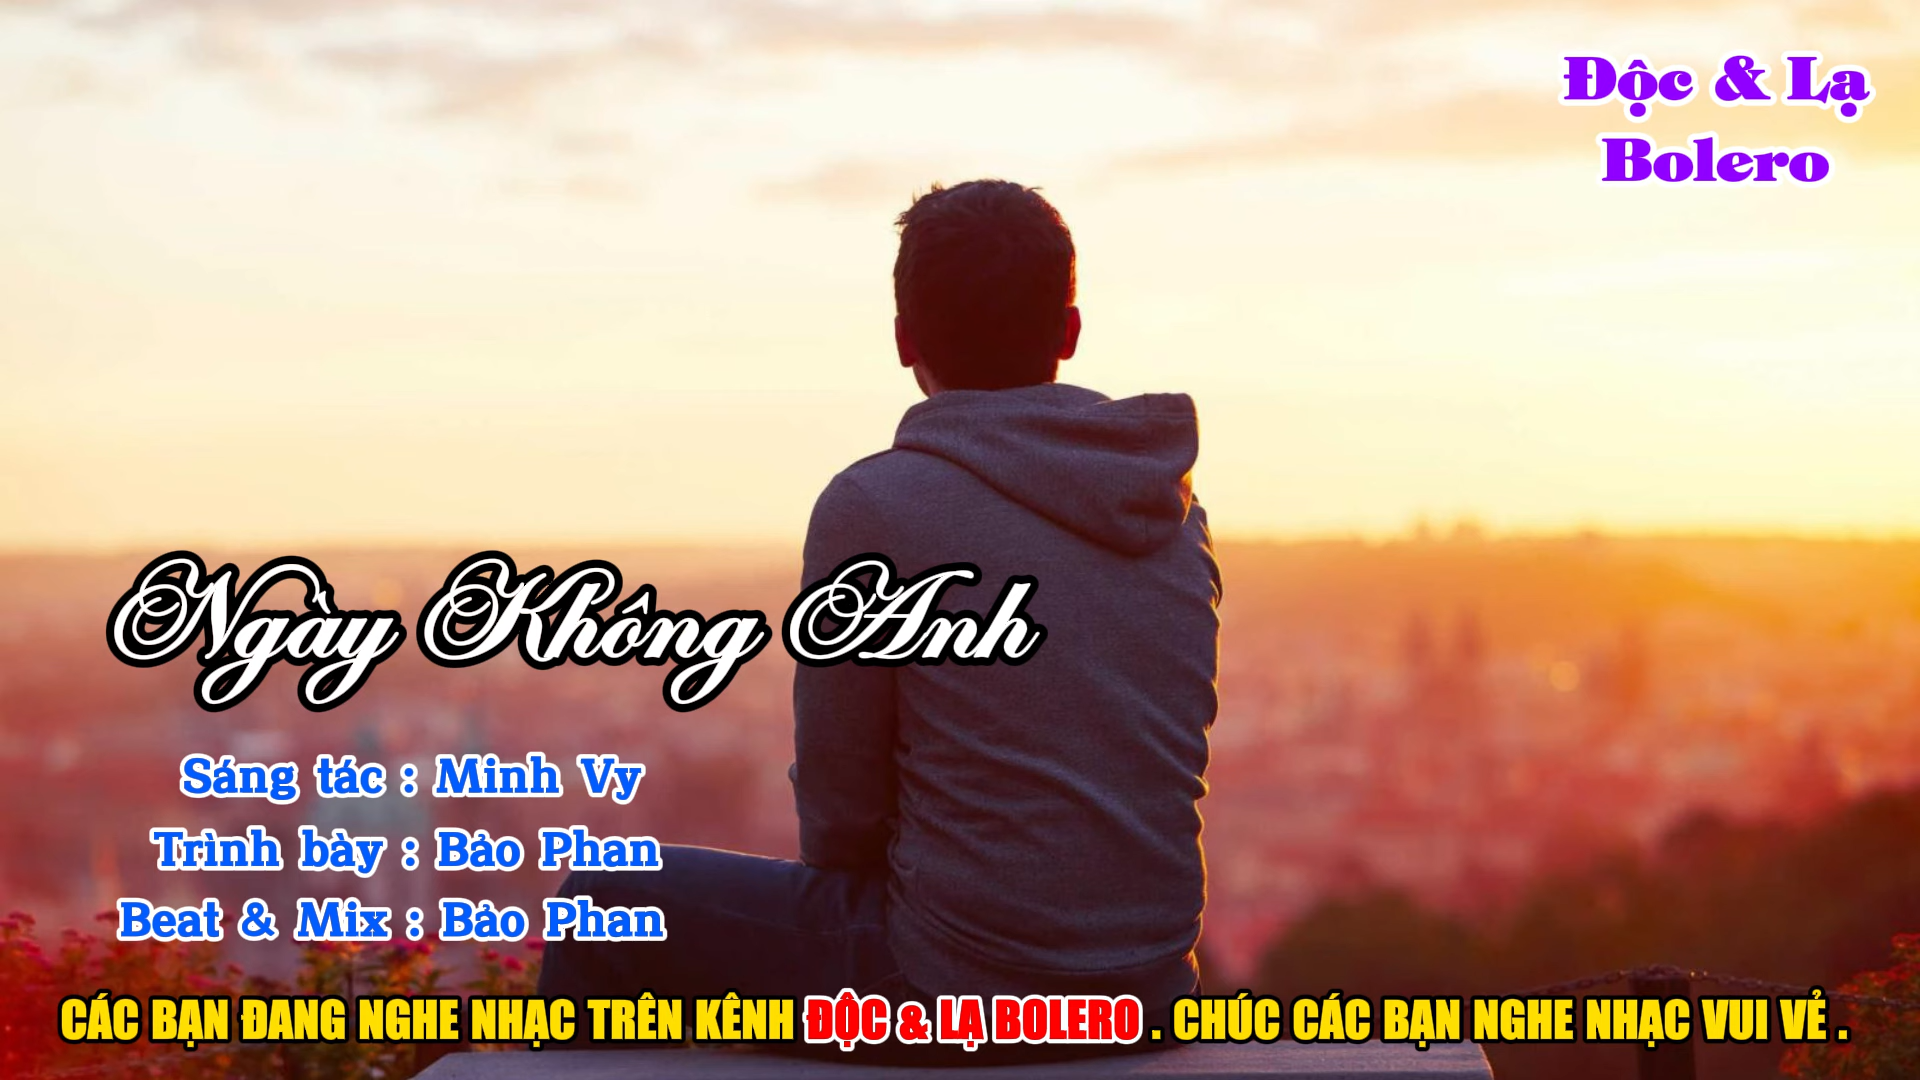 Độc & Lạ
Bolero
Ngày Không Anh
Sáng tác : Minh Vy
Trình bày : Bảo Phan
Beat & Mix : Bảo Phan
CÁC BẠN ĐANG NGHE NHẠC TRÊN KÊNH ĐỘC & LẠ BOLERO . CHÚC CÁC BẠN NGHE NHẠC VUI VẺ .